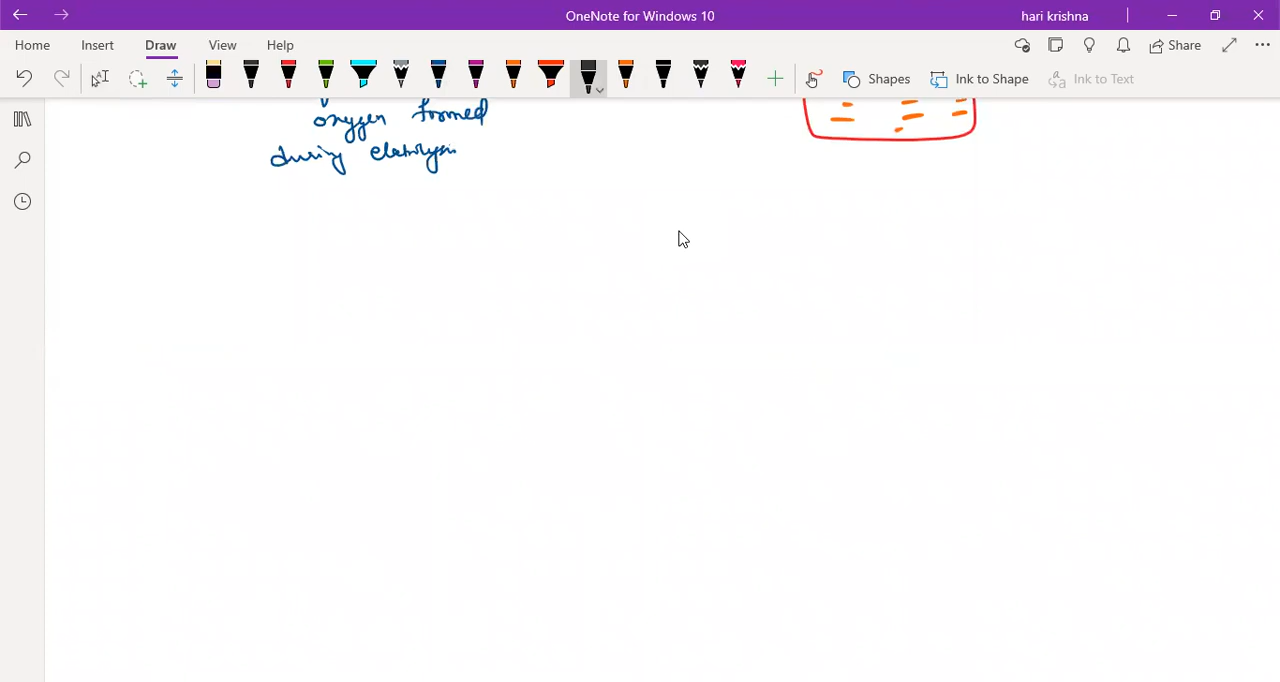 OneNote for Windows 10
hari krishna
Home Insert Draw View Help
Share
Shapes
Ink to Shape
Ink to Text
oxygen formed
during